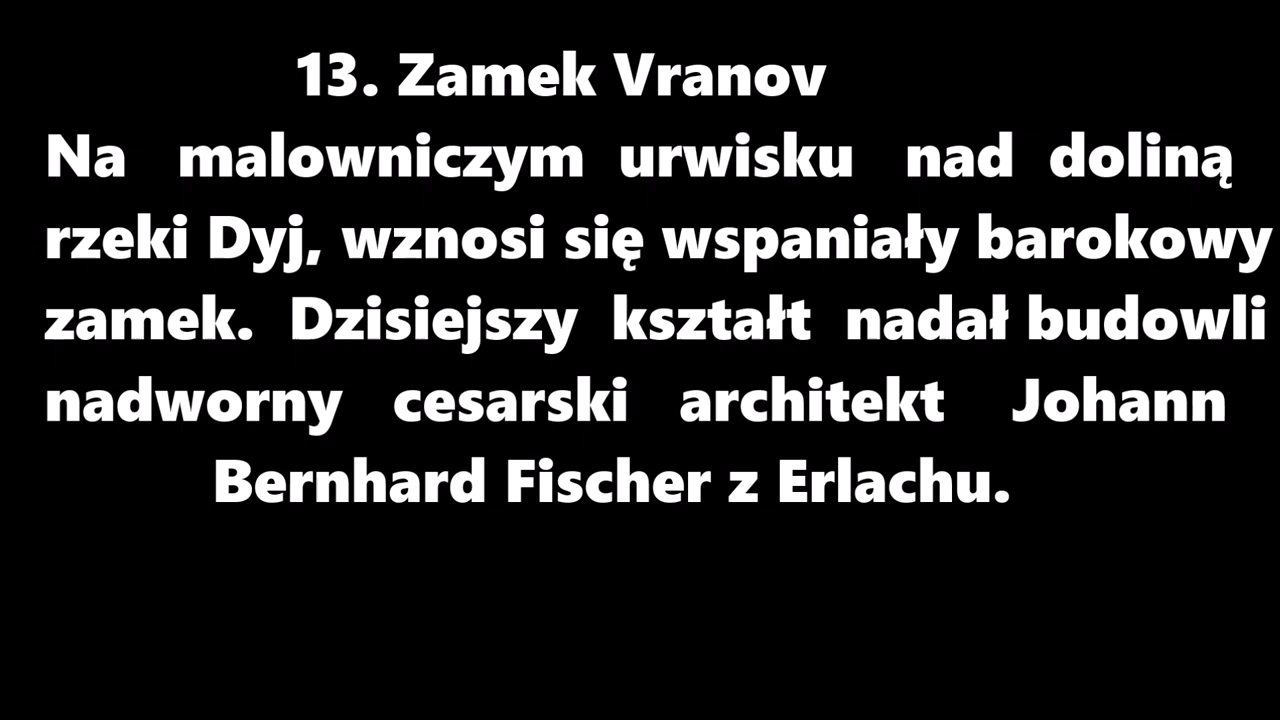 13. Zamek Vranov
Na malowniczym urwisku nad doliną
rzeki Dyj, wznosi się wspaniały barokowy
zamek. Dzisiejszy kształt nadał budowli
nadworny cesarski architekt Johann
Bernhard Fischer z Erlachu.